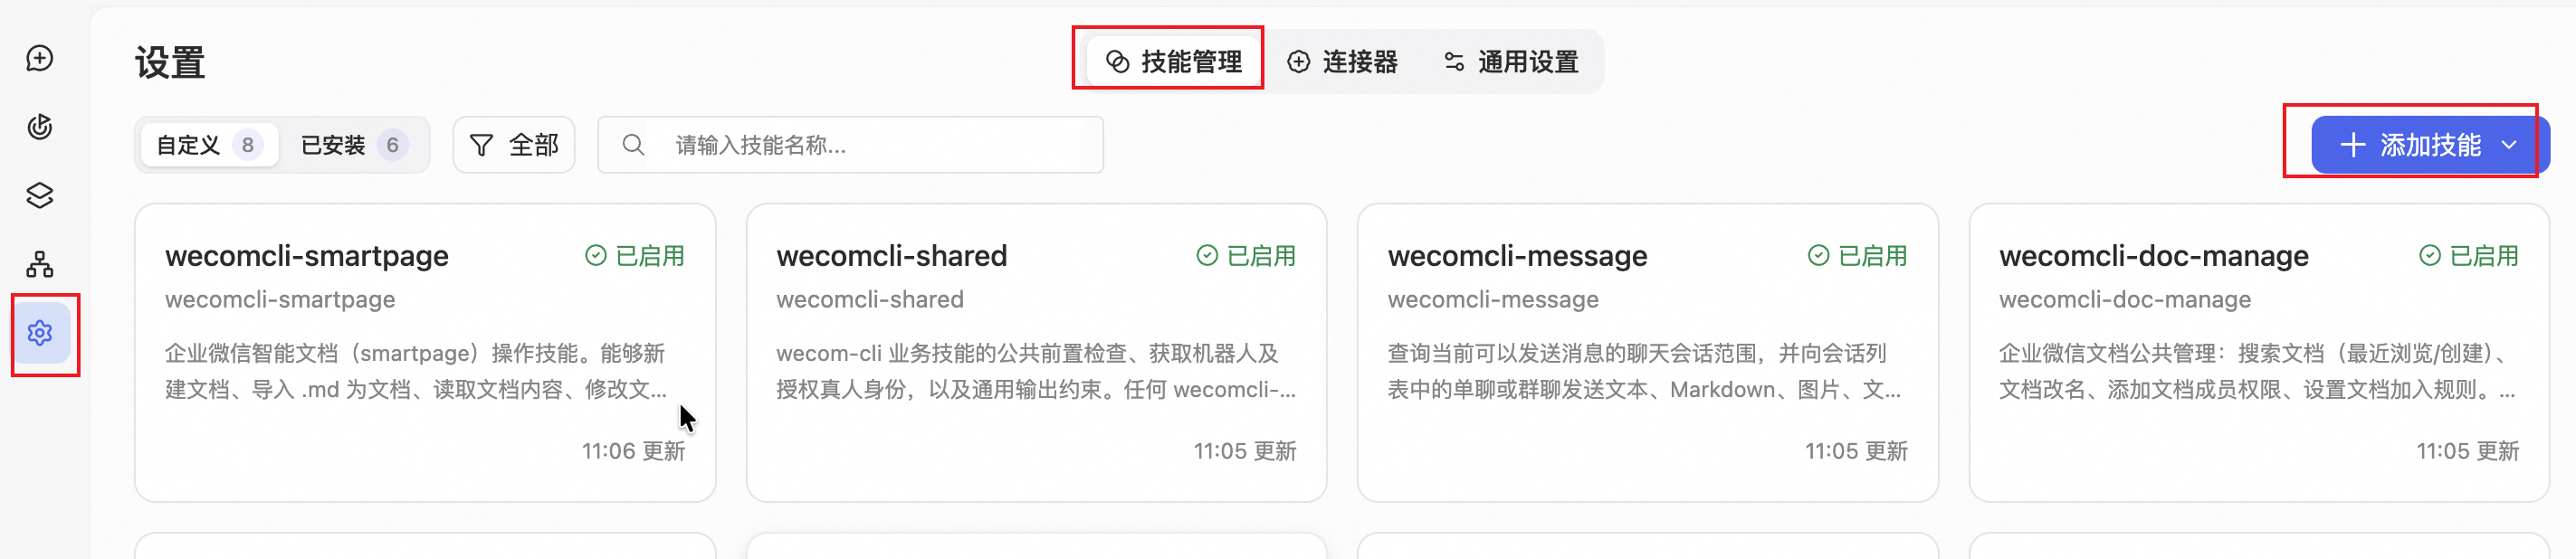 设置
技能管理 连接器 通用设置
自定义 8 已安装 6 全部 请输入技能名称... 添加技能
wecomcli-smartpage 已启用
wecomcli-smartpage
企业微信智能文档（smartpage）操作技能。能够新
建文档、导入 .md 为文档、读取文档内容、修改文...
11:06 更新
wecomcli-shared 已启用
wecomcli-shared
wecom-cli 业务技能的公共前置检查、获取机器人及
授权真人身份，以及通用输出约束。任何 wecomcli-...
11:05 更新
wecomcli-message 已启用
wecomcli-message
查询当前可以发送消息的聊天会话范围，并向会话列
表中的单聊或群聊发送文本、Markdown、图片、文...
11:05 更新
wecomcli-doc-manage 已启用
wecomcli-doc-manage
企业微信文档公共管理：搜索文档（最近浏览/创建）、
文档改名、添加文档成员权限、设置文档加入规则。...
11:05 更新